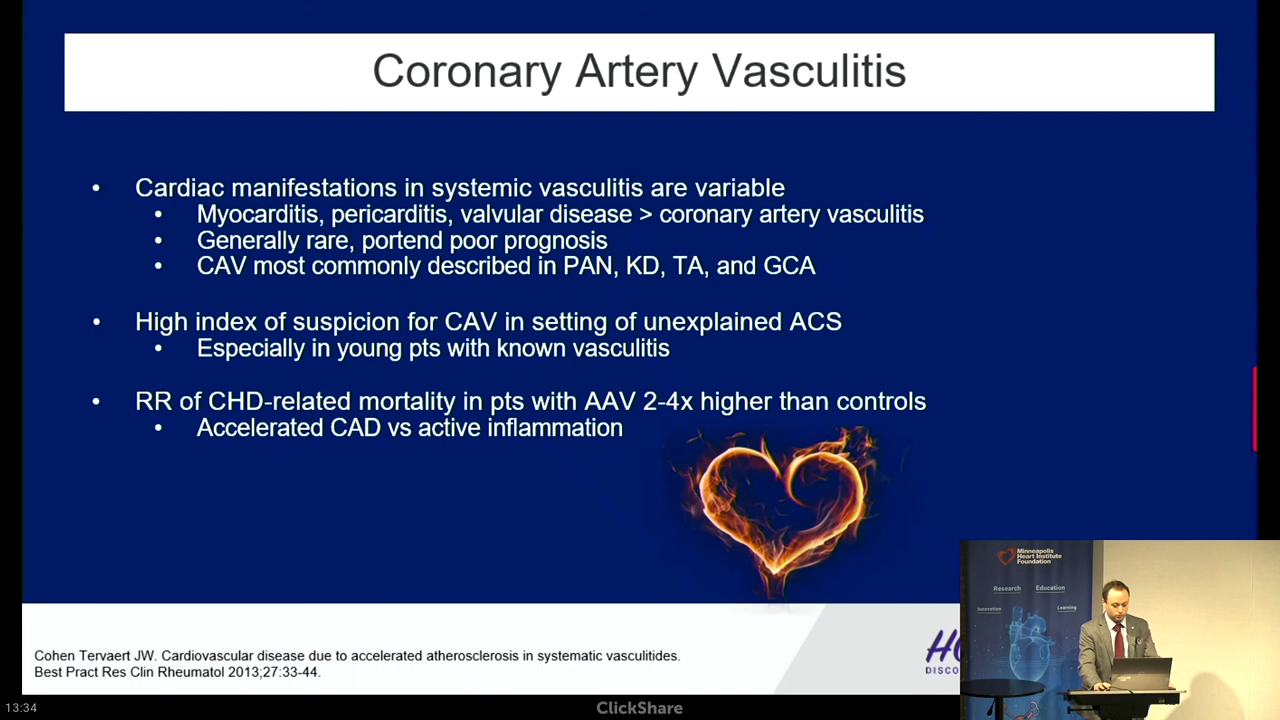 Coronary Artery Vasculitis
• Cardiac manifestations in systemic vasculitis are variable
• Myocarditis, pericarditis, valvular disease > coronary artery vasculitis
• Generally rare, portend poor prognosis
• CAV most commonly described in PAN, KD, TA, and GCA
• High index of suspicion for CAV in setting of unexplained ACS
• Especially in young pts with known vasculitis
• RR of CHD-related mortality in pts with AAV 2-4x higher than controls
• Accelerated CAD vs active inflammation
Cohen Tervaert JW. Cardiovascular disease due to accelerated atherosclerosis in systematic vasculitides.
Best Pract Res Clin Rheumatol 2013;27:33-44.
DISCO
Minneapolis
Heart Institute
Foundation
Research Education
Innovation Learning
13:34
ClickShare